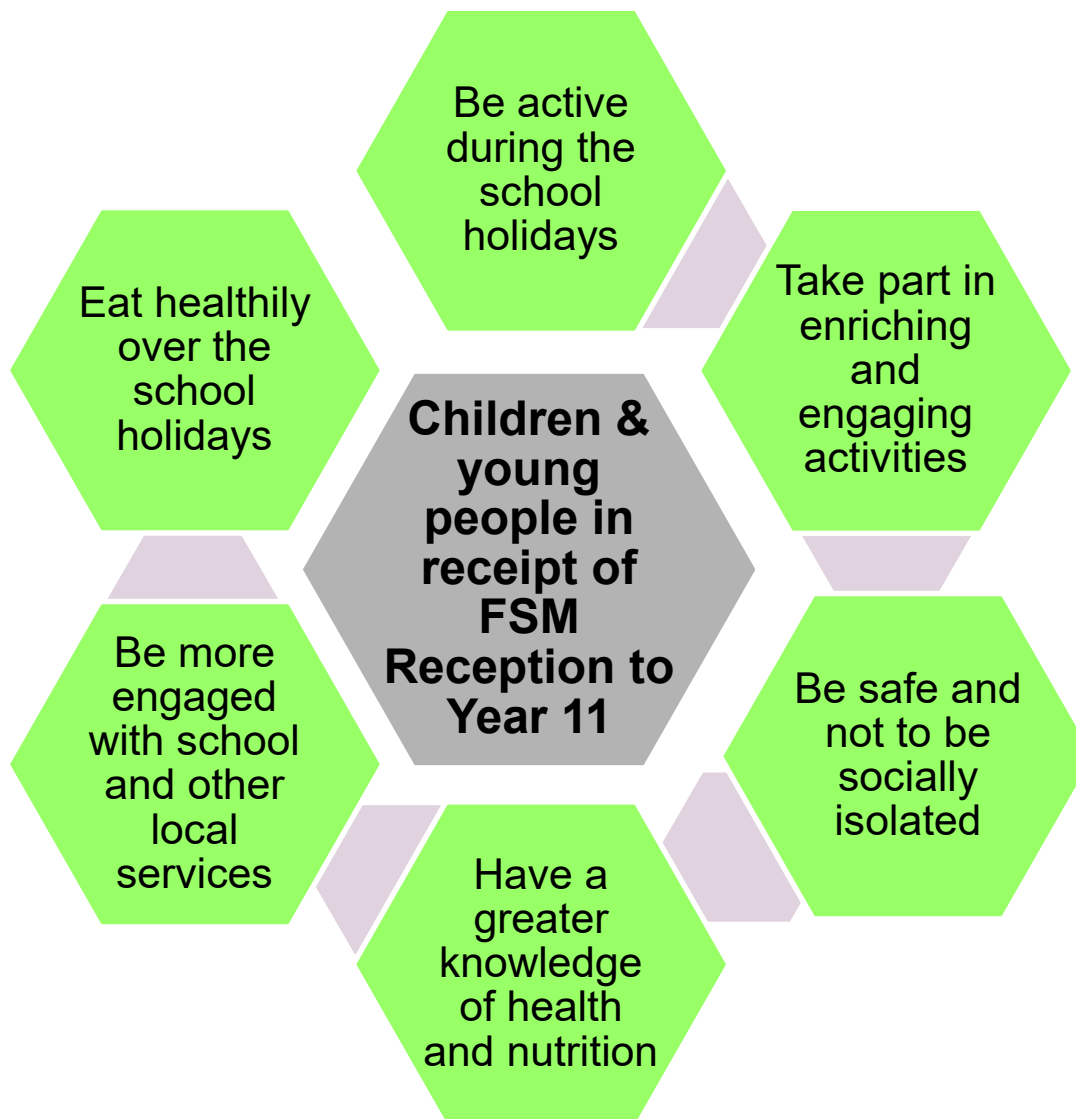 Be active
during the
school
holidays
Take part in
enriching
and
engaging
activities
Be safe and
not to be
socially
isolated
Have a
greater
knowledge
of health
and nutrition
Be more
engaged
with school
and other
local
services
Eat healthily
over the
school
holidays
Children &
young
people in
receipt of
FSM
Reception to
Year 11